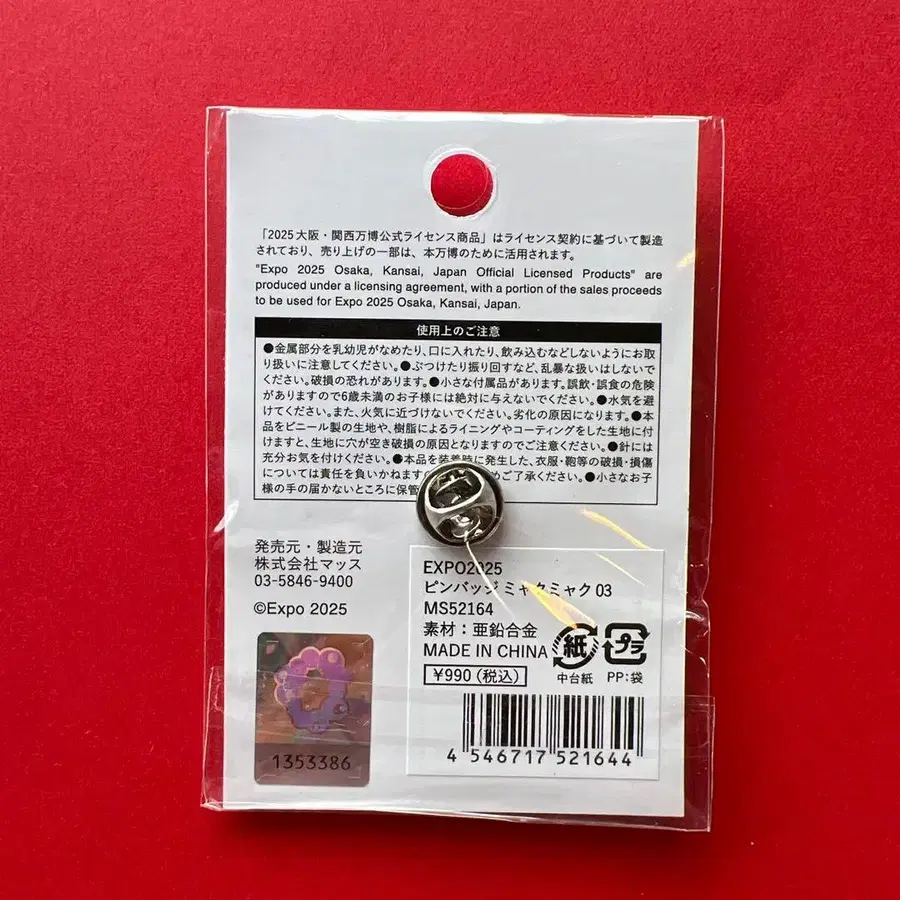 「2025大阪・関西万博公式ライセンス商品」はライセンス契約に基づいて製造
されており、売り上げの一部は、本万博のために活用されます。
"Expo 2025 Osaka, Kansai, Japan Official Licensed Products" are
produced under a licensing agreement, with a portion of the sales proceeds
to be used for Expo 2025 Osaka, Kansai, Japan.
使用上のご注意
●金属部分を乳幼児がなめたり、口に入れたり、飲み込むなどしないようにお取
り扱いに注意してください。●ぶつけたり振り回すなど、乱暴な扱いはしないで
ください。破損の恐れがあります。●小さな付属品があります。誤飲・誤食の危険
がありますので6歳未満のお子様には絶対に与えないでください。●水気を避
けてください。また、火気に近づけないでください。劣化の原因になります。●本
品をビニール製の生地や、樹脂によるライニングやコーティングをした生地に付
けますと、生地に穴が空き破損の原因となりますのでご注意ください。●針には
充分お気を付けください。●本品を装着時に発生した、衣服・鞄等の破損・損傷
については責任を負いかねますの めご了承ください。●小さなお子
様の手の届かないところに保管
発売元・製造元
株式会社マッス
03-5846-9400
©Expo 2025
1353386
EXPO2025
ピンバッジ ミャクミャク 03
MS52164
素材：亜鉛合金
MADE IN CHINA
¥990（税込）
紙
中台紙
プラ
PP：袋
4 546717 521644